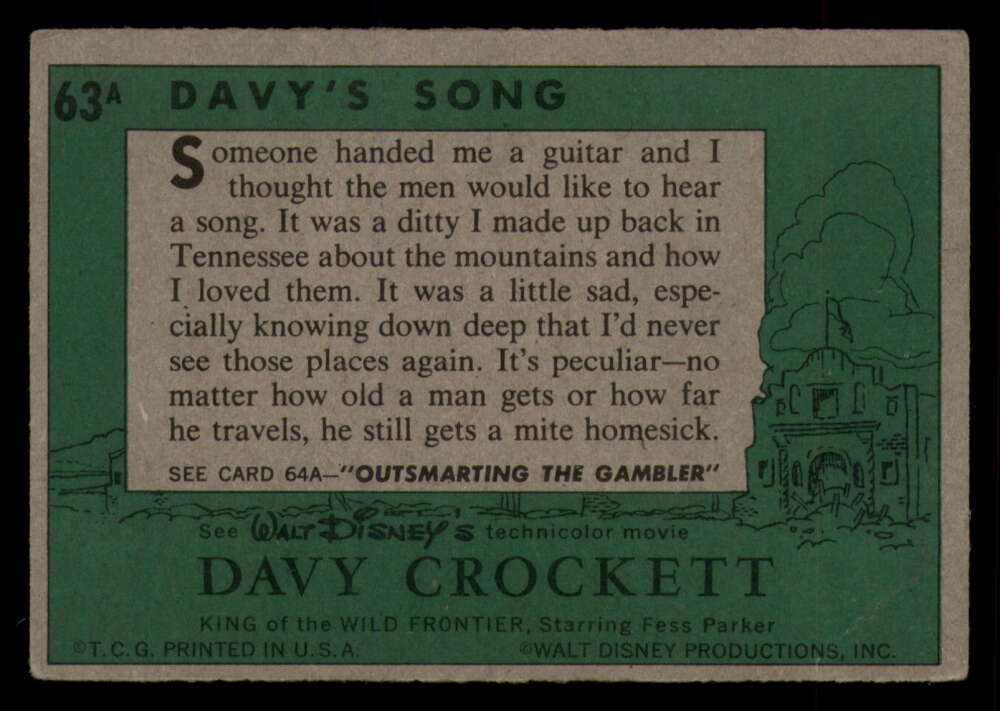 63A DAVY'S SONG
Someone handed me a guitar and I
thought the men would like to hear
a song. It was a ditty I made up back in
Tennessee about the mountains and how
I loved them. It was a little sad, espe-
cially knowing down deep that I'd never
see those places again. It's peculiar—no
matter how old a man gets or how far
he travels, he still gets a mite homesick.
SEE CARD 64A—"OUTSMARTING THE GAMBLER"
See WALT DISNEY'S technicolor movie
DAVY CROCKETT
KING of the WILD FRONTIER, Starring Fess Parker
©T.C.G. PRINTED IN U.S.A. ©WALT DISNEY PRODUCTIONS, INC.